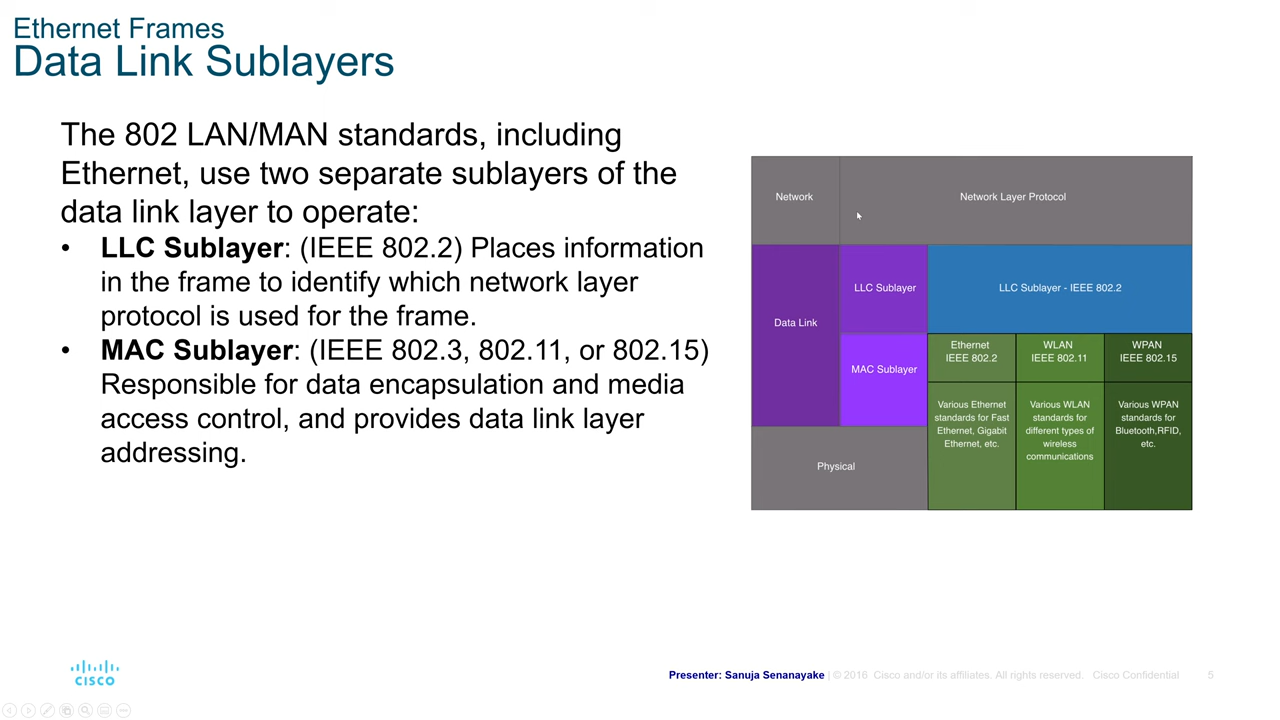 Ethernet Frames
Data Link Sublayers
The 802 LAN/MAN standards, including
Ethernet, use two separate sublayers of the
data link layer to operate:
• LLC Sublayer: (IEEE 802.2) Places information
in the frame to identify which network layer
protocol is used for the frame.
• MAC Sublayer: (IEEE 802.3, 802.11, or 802.15)
Responsible for data encapsulation and media
access control, and provides data link layer
addressing.
Network
Network Layer Protocol
Data Link
LLC Sublayer
LLC Sublayer - IEEE 802.2
MAC Sublayer
Ethernet
IEEE 802.2
WLAN
IEEE 802.11
WPAN
IEEE 802.15
Various Ethernet
standards for Fast
Ethernet, Gigabit
Ethernet, etc.
Various WLAN
standards for
different types of
wireless
communications
Various WPAN
standards for
Bluetooth,RFID,
etc.
Physical
CISCO
Presenter: Sanuja Senanayake | © 2016 Cisco and/or its affiliates. All rights reserved. Cisco Confidential 5